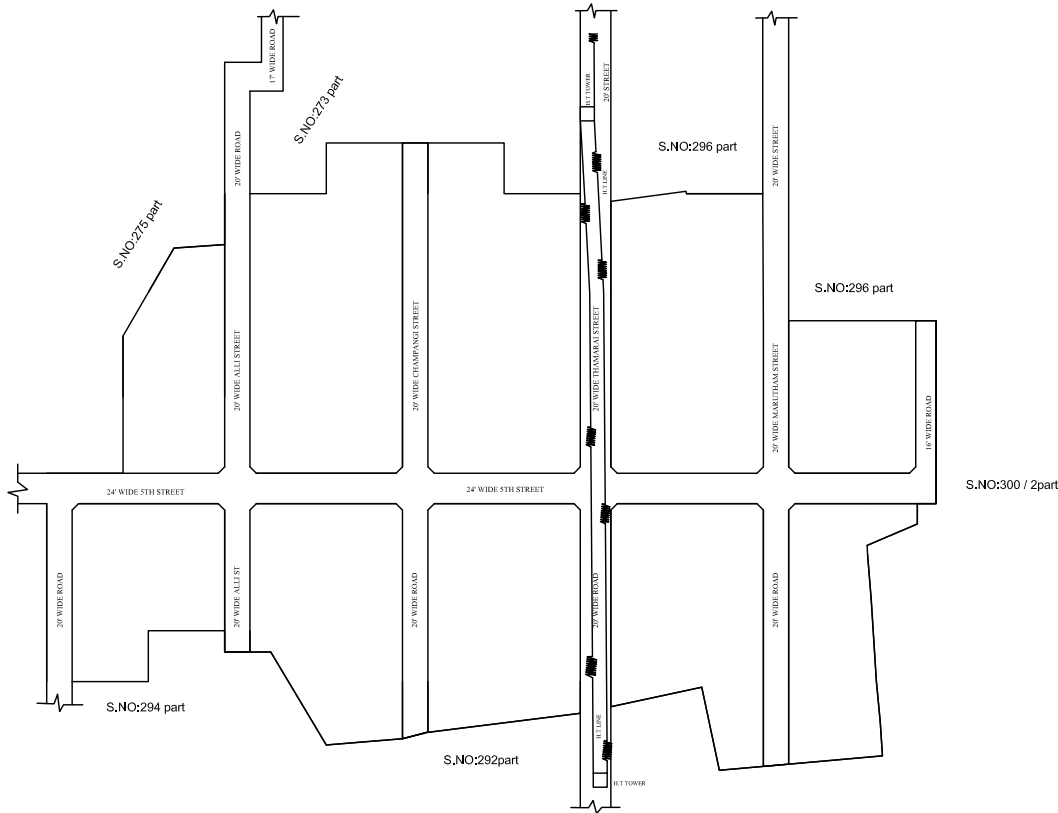 17' WIDE ROAD
H.T TOWER
20' STREET
S.NO:273 part
20' WIDE ROAD
S.NO:296 part
20' WIDE STREET
H.T LINE
S.NO:275 part
S.NO:296 part
20' WIDE ALLI STREET
20' WIDE CHAMPANGI STREET
20' WIDE THAMARAI STREET
20' WIDE MARUTHAM STREET
16' WIDE ROAD
24' WIDE 5TH STREET
24' WIDE 5TH STREET
S.NO:300 / 2part
20' WIDE ROAD
20' WIDE ALLI ST
20' WIDE ROAD
20' WIDE ROAD
20' WIDE ROAD
S.NO:294 part
H.T LINE
S.NO:292part
H.T TOWER